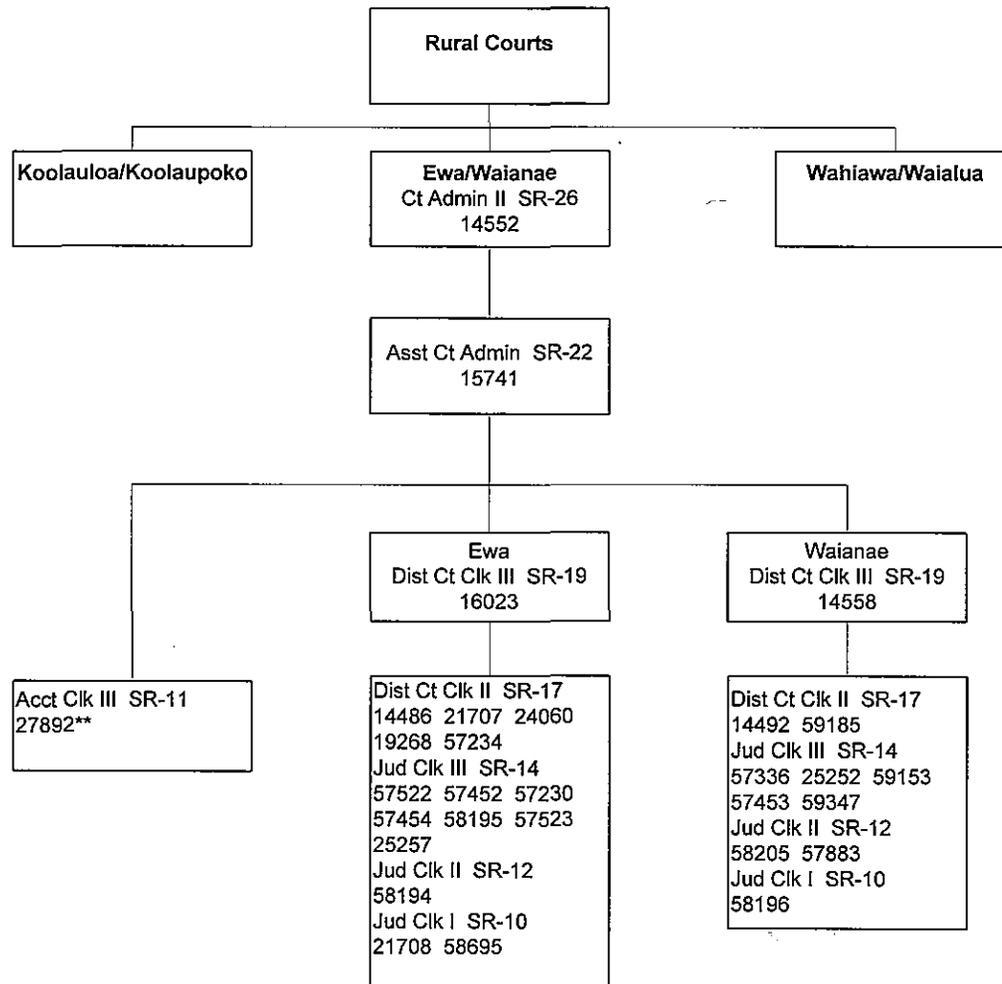 Rural Courts
Koolauloa/Koolaupoko
Ewa/Waianae
Ct Admin II SR-26
14552
Wahiawa/Waialua
Asst Ct Admin SR-22
15741
Ewa
Dist Ct Clk III SR-19
16023
Waianae
Dist Ct Clk III SR-19
14558
Acct Clk III SR-11
27892**
Dist Ct Clk II SR-17
14486 21707 24060
19268 57234
Jud Clk III SR-14
57522 57452 57230
57454 58195 57523
25257
Jud Clk II SR-12
58194
Jud Clk I SR-10
21708 58695
Dist Ct Clk II SR-17
14492 59185
Jud Clk III SR-14
57336 25252 59153
57453 59347
Jud Clk II SR-12
58205 57883
Jud Clk I SR-10
58196